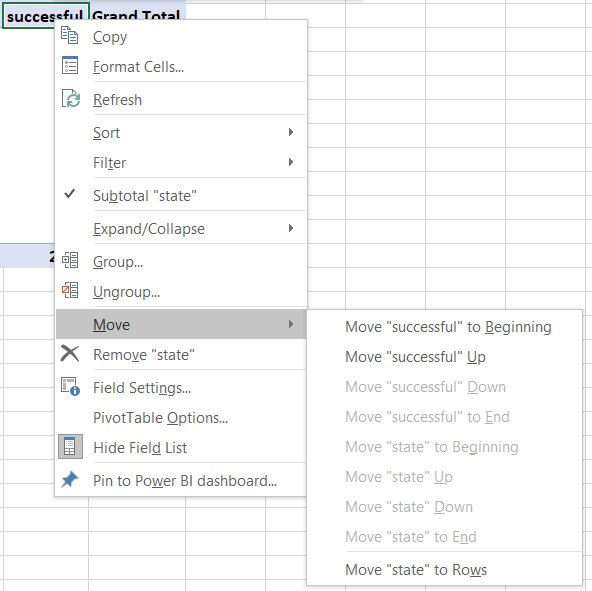 successful Grand Total
Copy
Format Cells...
Refresh
Sort
Filter
Subtotal "state"
Expand/Collapse
2
Group...
Ungroup...
Move
Remove "state"
Field Settings...
PivotTable Options...
Hide Field List
Pin to Power BI dashboard...
Move "successful" to Beginning
Move "successful" Up
Move "successful" Down
Move "successful" to End
Move "state" to Beginning
Move "state" Up
Move "state" Down
Move "state" to End
Move "state" to Rows